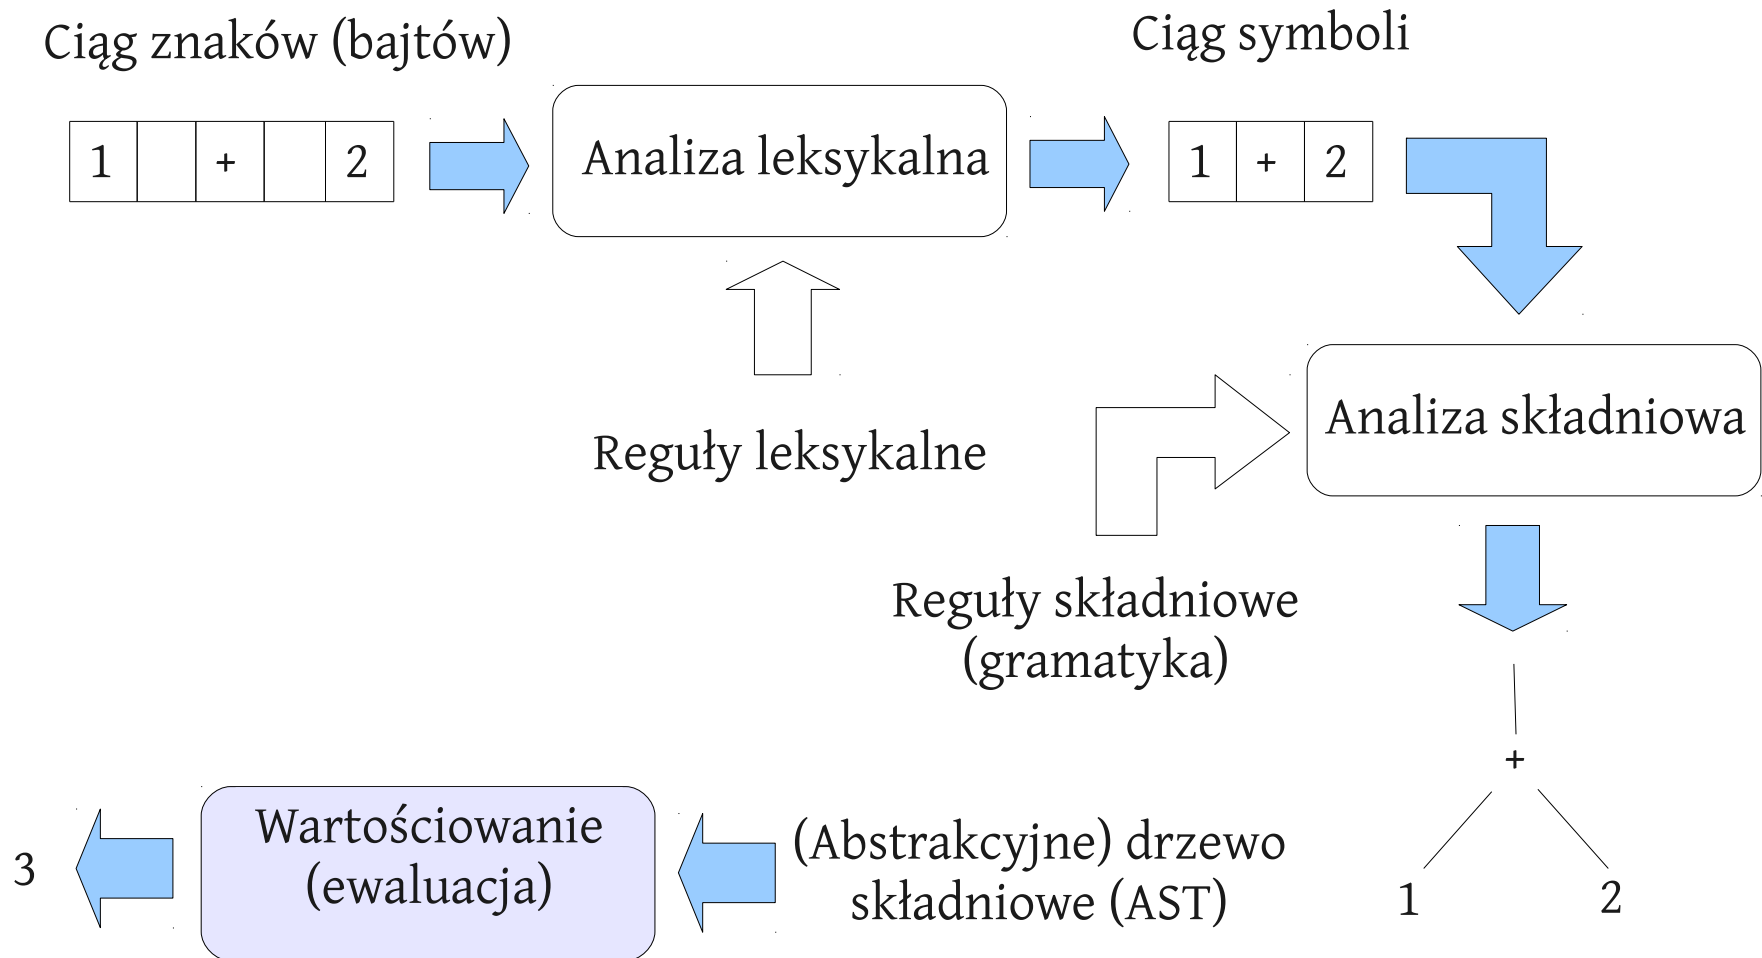 Ciąg znaków (bajtów)
Ciąg symboli
1 + 2
Analiza leksykalna
1 + 2
Reguły leksykalne
Analiza składniowa
Reguły składniowe
(gramatyka)
+
1 2
(Abstrakcyjne) drzewo
składniowe (AST)
Wartościowanie
(ewaluacja)
3